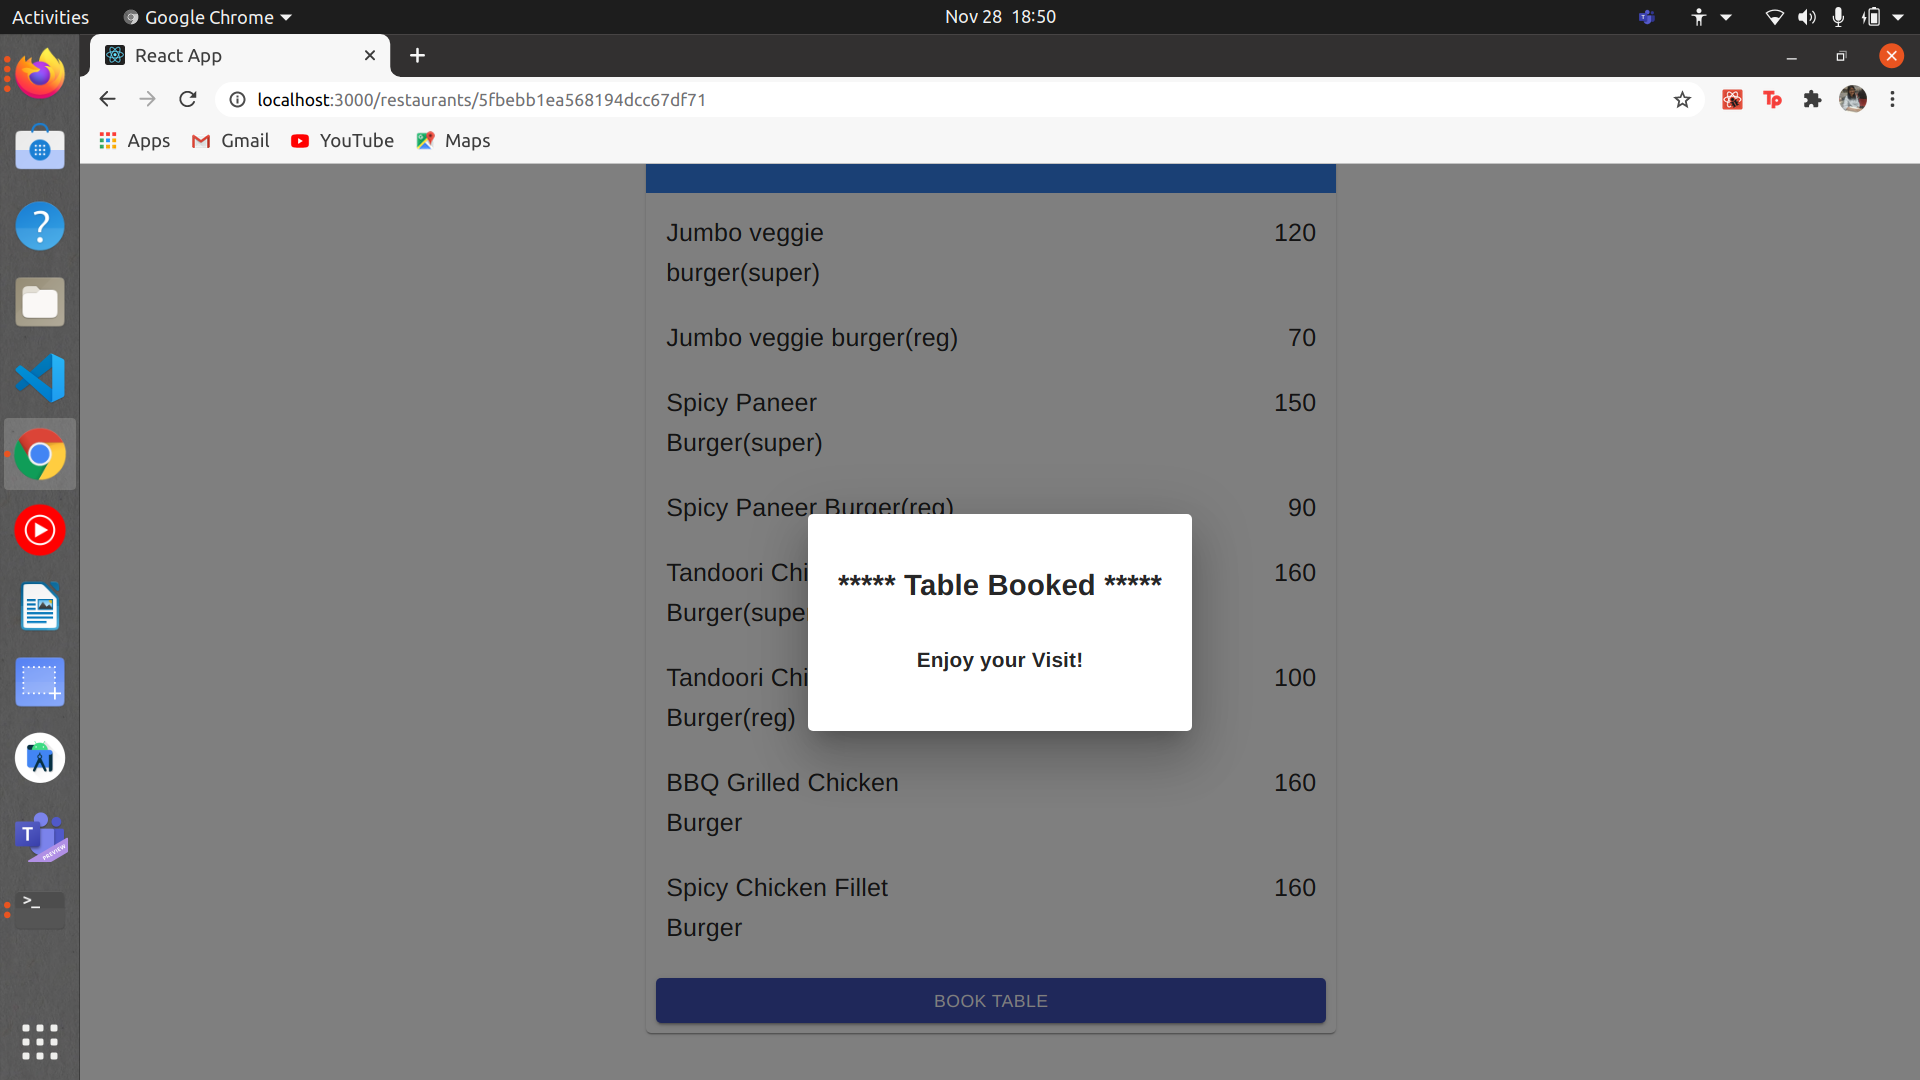 Activities
Google Chrome
Nov 28 18:50
React App
localhost:3000/restaurants/5fbebb1ea568194dcc67df71
Tp
Apps
Gmail
YouTube
Maps
Jumbo veggie 120
burger(super)
Jumbo veggie burger(reg) 70
Spicy Paneer 150
Burger(super)
Spicy Paneer Burger(reg) 90
Tandoori Chi 160
Burger(supe
Tandoori Chi 100
Burger(reg)
***** Table Booked *****
Enjoy your Visit!
BBQ Grilled Chicken 160
Burger
Spicy Chicken Fillet 160
Burger
BOOK TABLE
?
T
PREVIEW
>_